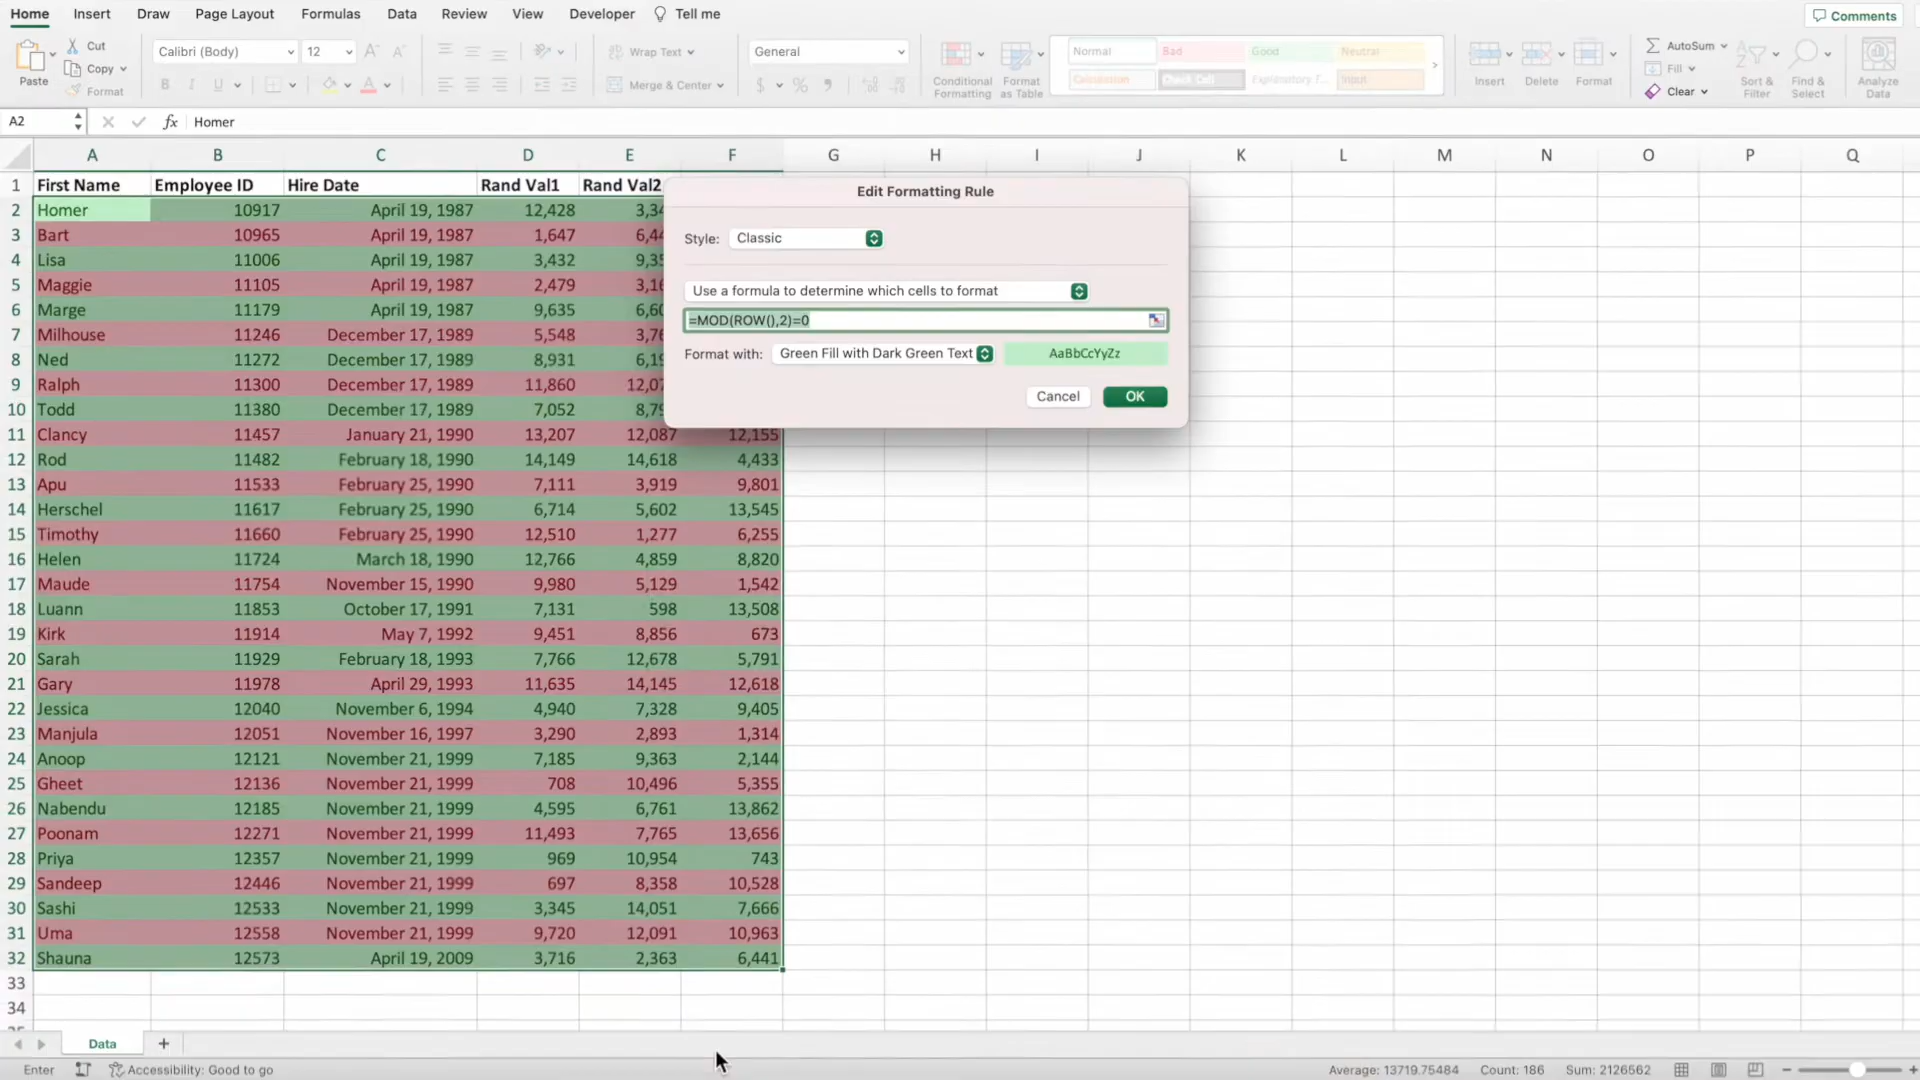 Home Insert Draw Page Layout Formulas Data Review View Developer Tell me Comments
Paste Cut Copy Format
Calibri (Body) 12
B I U
Wrap Text
Merge & Center
General
$ % 
Conditional Formatting
Format as Table
Normal Bad Good Neutral
Calculation Check Cell Explanatory T... Input
Insert Delete Format
AutoSum
Fill
Clear
Sort & Filter
Find & Select
Analyze Data
A2 fx Homer
A B C D E F G H I J K L M N O P Q
1 First Name Employee ID Hire Date Rand Val1 Rand Val2
2 Homer 10917 April 19, 1987 12,428
3 Bart 10965 April 19, 1987 1,647
4 Lisa 11006 April 19, 1987 3,432
5 Maggie 11105 April 19, 1987 2,479
6 Marge 11179 April 19, 1987 9,635
7 Milhouse 11246 December 17, 1989 5,548
8 Ned 11272 December 17, 1989 8,931
9 Ralph 11300 December 17, 1989 11,860
10 Todd 11380 December 17, 1989 7,052
11 Clancy 11457 January 21, 1990 13,207 12,087 12,155
12 Rod 11482 February 18, 1990 14,149 14,618 4,433
13 Apu 11533 February 25, 1990 7,111 3,919 9,801
14 Herschel 11617 February 25, 1990 6,714 5,602 13,545
15 Timothy 11660 February 25, 1990 12,510 1,277 6,255
16 Helen 11724 March 18, 1990 12,766 4,859 8,820
17 Maude 11754 November 15, 1990 9,980 5,129 1,542
18 Luann 11853 October 17, 1991 7,131 598 13,508
19 Kirk 11914 May 7, 1992 9,451 8,856 673
20 Sarah 11929 February 18, 1993 7,766 12,678 5,791
21 Gary 11978 April 29, 1993 11,635 14,145 12,618
22 Jessica 12040 November 6, 1994 4,940 7,328 9,405
23 Manjula 12051 November 16, 1997 3,290 2,893 1,314
24 Anoop 12121 November 21, 1999 7,185 9,363 2,144
25 Gheet 12136 November 21, 1999 708 10,496 5,355
26 Nabendu 12185 November 21, 1999 4,595 6,761 13,862
27 Poonam 12271 November 21, 1999 11,493 7,765 13,656
28 Priya 12357 November 21, 1999 969 10,954 743
29 Sandeep 12446 November 21, 1999 697 8,358 10,528
30 Sashi 12533 November 21, 1999 3,345 14,051 7,666
31 Uma 12558 November 21, 1999 9,720 12,091 10,963
32 Shauna 12573 April 19, 2009 3,716 2,363 6,441
33
34
Edit Formatting Rule
Style: Classic
Use a formula to determine which cells to format
=MOD(ROW(),2)=0
Format with: Green Fill with Dark Green Text AaBbCcYyZz
Cancel OK
Data +
Enter Accessibility: Good to go Average: 13719.75484 Count: 186 Sum: 2126562